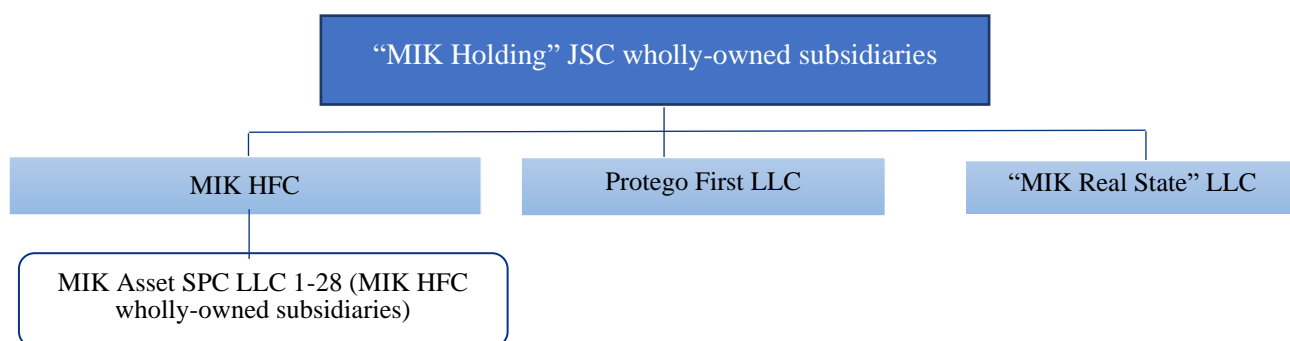 “MIK Holding” JSC wholly-owned subsidiaries
MIK HFC
Protego First LLC
“MIK Real State” LLC
MIK Asset SPC LLC 1-28 (MIK HFC
wholly-owned subsidiaries)